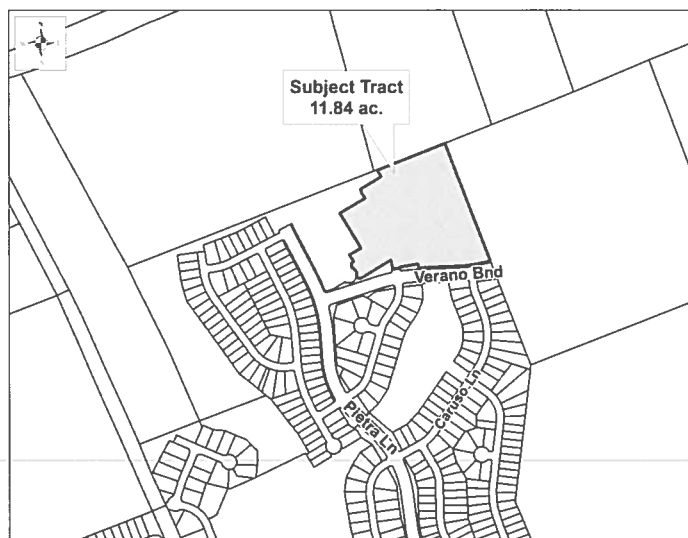 Subject Tract
11.84 ac.
Verano Bnd
Caruso Ln
Pietra Ln